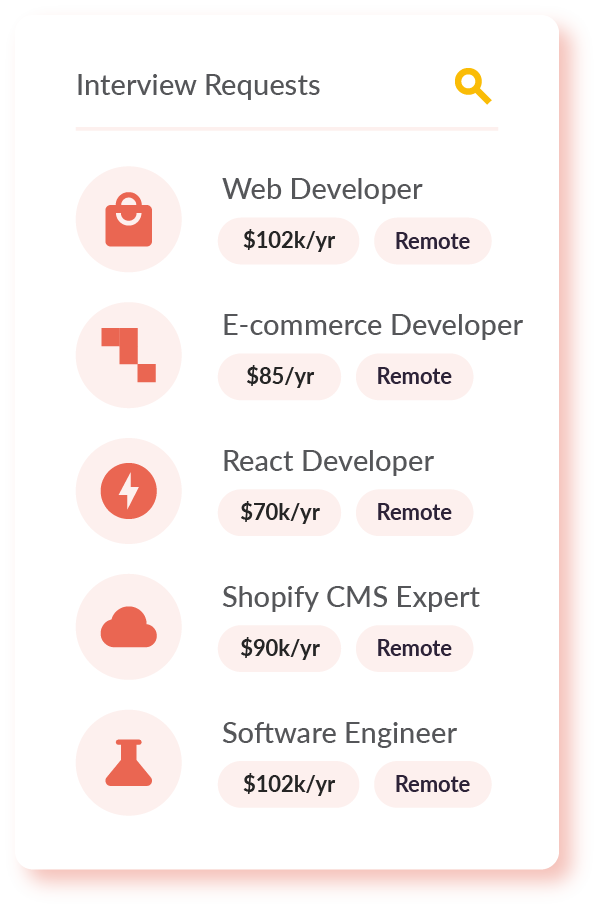 Interview Requests
Web Developer
$102k/yr Remote
E-commerce Developer
$85/yr Remote
React Developer
$70k/yr Remote
Shopify CMS Expert
$90k/yr Remote
Software Engineer
$102k/yr Remote